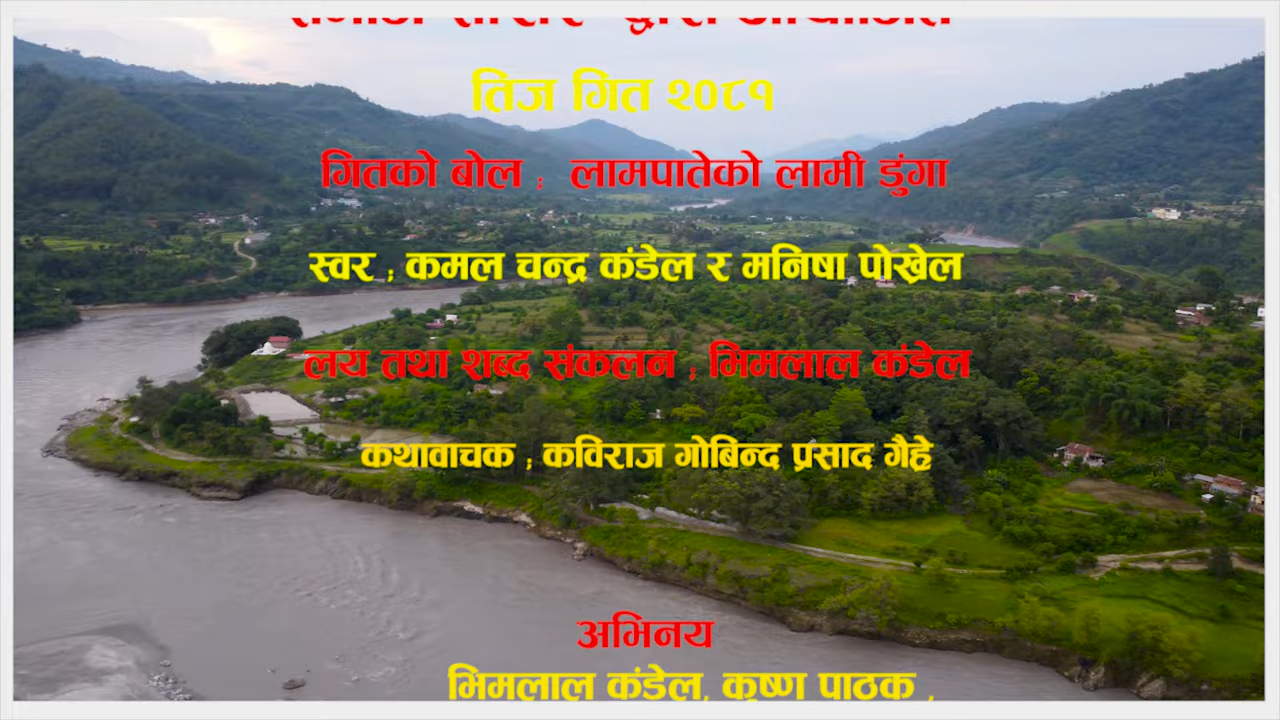 द्वारा आयोजित
तिज गित २०८१
गितको बोल ; लामपातेको लामी डुंगा
स्वर ; कमल चन्द्र कंडेल र मनिषा पोख्रेल
लय तथा शब्द संकलन ; भिमलाल कंडेल
कथावाचक ; कविराज गोबिन्द प्रसाद गैह्रे
अभिनय
भिमलाल कंडेल, कृष्ण पाठक ,